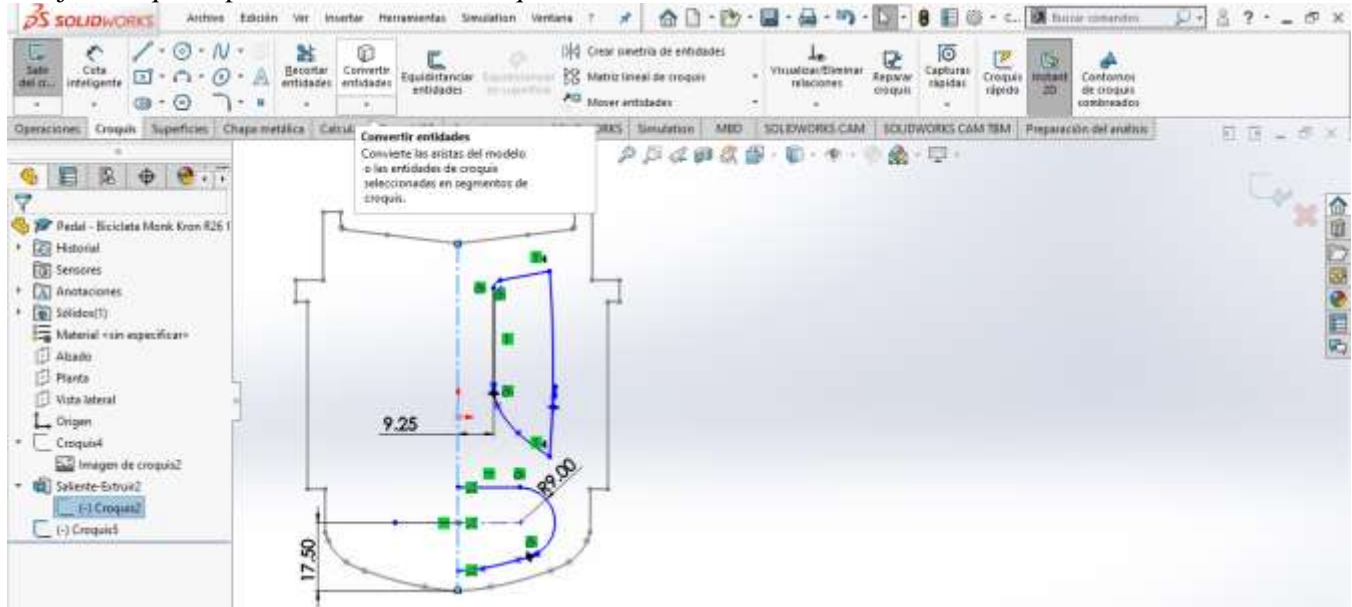 SOLIDWORKS Archivo Edición Ver Insertar Herramientas Simulation Ventana ?
Buscar comandos
Cota inteligente
Recortar entidades
Convertir entidades
Equidistanciar entidades
Crear simetría de entidades
Matriz lineal de croquis
Mover entidades
Visualizar/Eliminar relaciones
Reparar croquis
Capturas rápidas
Croquis rápido
Instant 2D
Contornos de croquis sombreados
Operaciones Croquis Superficies Chapa metálica Simulation MBD SOLIDWORKS CAM SOLIDWORKS CAM TBM Preparación del análisis
Convertir entidades
Convierte las aristas del modelo
o las entidades de croquis
seleccionadas en segmentos de
croquis.
Pedal - Bicicleta Monk Kron R26
Historial
Sensores
Anotaciones
Sólidos(1)
Material <sin especificar>
Alzado
Planta
Vista lateral
Origen
Croquis4
Imagen de croquis2
Saliente-Extruir2
(-) Croquis2
(-) Croquis5
9.25
R9.00
17.50